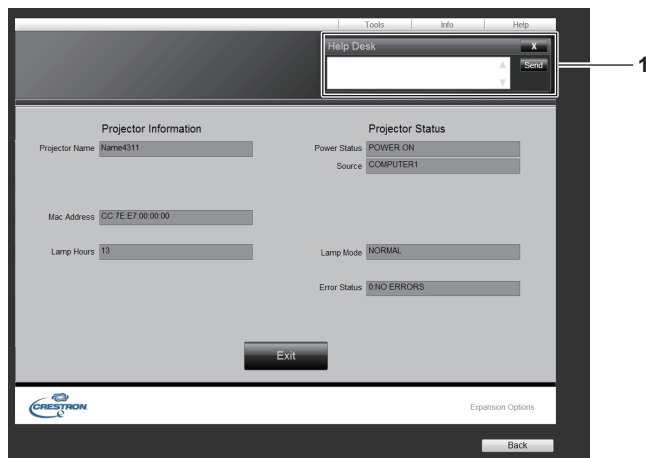 Tools Info Help
Help Desk X
Send
1
Projector Information Projector Status
Projector Name Name4311 Power Status POWER ON
Source COMPUTER1
Mac Address CC:7E:E7:00:00:00
Lamp Hours 13 Lamp Mode NORMAL
Error Status 0:NO ERRORS
Exit
CRESTRON
Expansion Options
Back